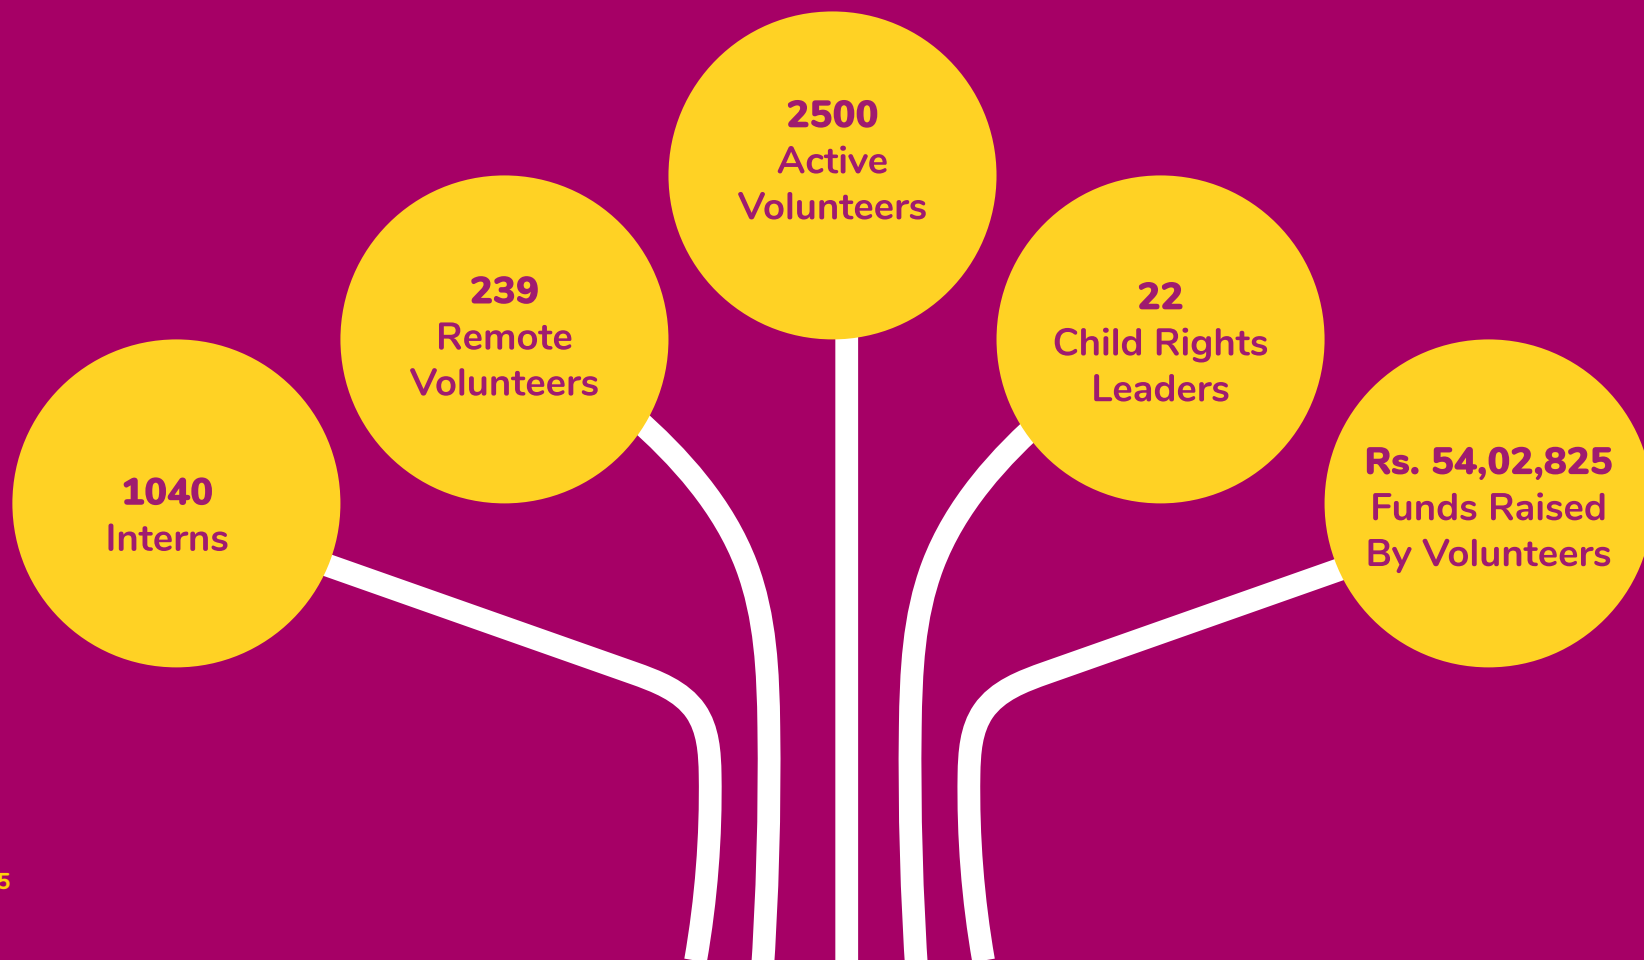 2500
Active
Volunteers
239
Remote
Volunteers
22
Child Rights
Leaders
1040
Interns
Rs. 54,02,825
Funds Raised
By Volunteers
5